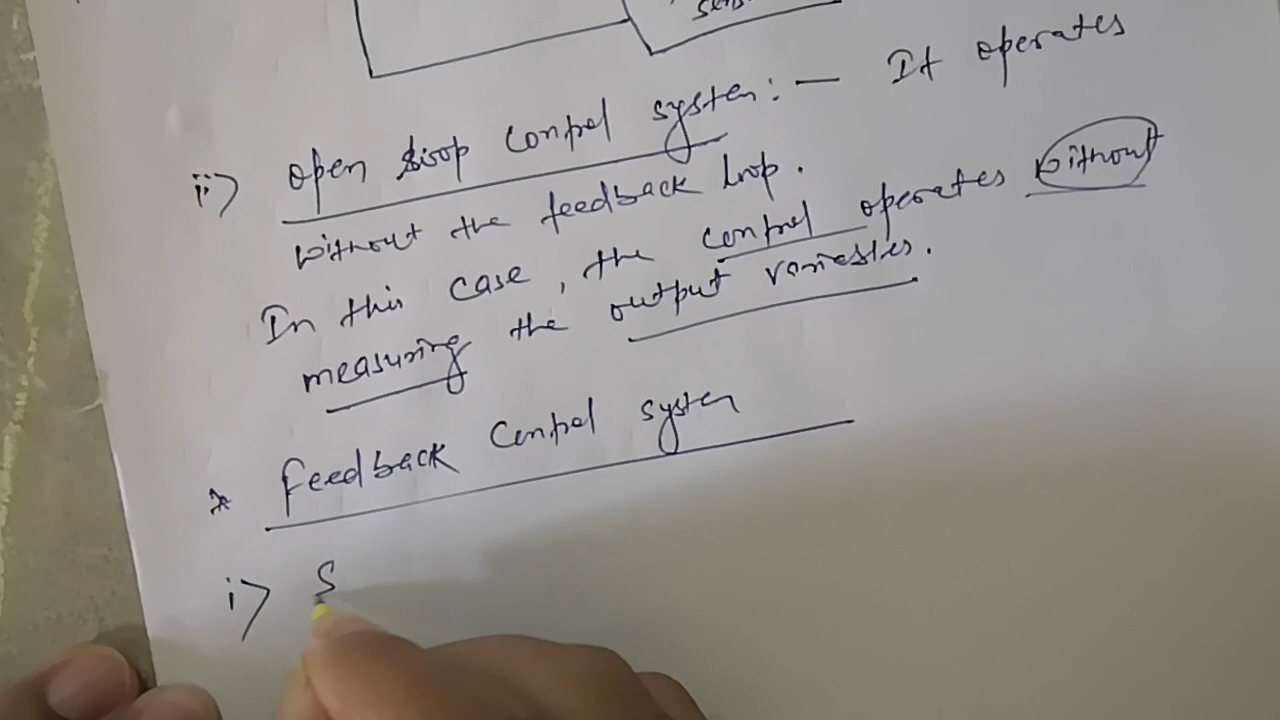 sens
ii) open loop control system :- It operates
without the feedback loop.
In this case, the control operates without
measuring the output variables.
* Feedback Control system
i) S